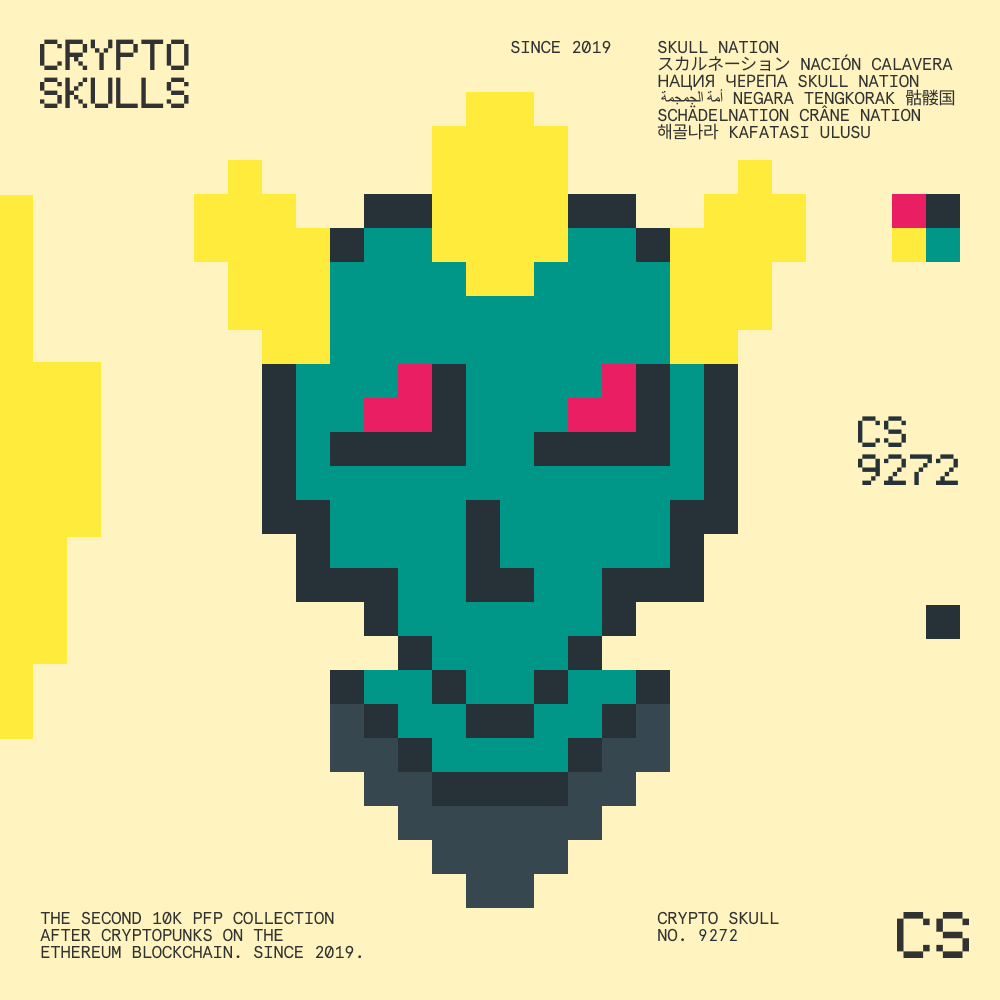 CRYPTO
SKULLS
SINCE 2019
SKULL NATION
スカルネーション NACIÓN CALAVERA
НАЦИЯ ЧЕРЕПА SKULL NATION
أمة الجمجمة NEGARA TENGKORAK 骷髅国
SCHÄDELNATION CRÂNE NATION
해골나라 KAFATASI ULUSU
CS
9272
THE SECOND 10K PFP COLLECTION
AFTER CRYPTOPUNKS ON THE
ETHEREUM BLOCKCHAIN. SINCE 2019.
CRYPTO SKULL
NO. 9272
CS